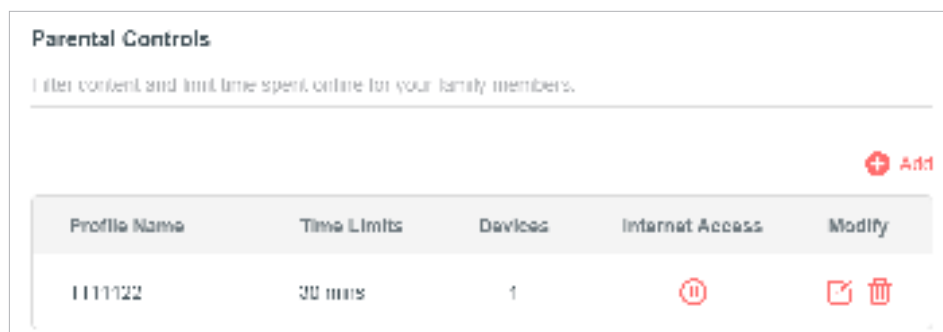 Parental Controls
Filter content and limit time spent online for your family members.
Add
Profile Name Time Limits Devices Internet Access Modify
1111122 30 mins 1